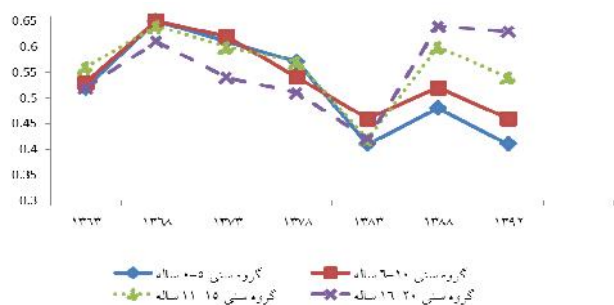 0.65
0.6
0.55
0.5
0.45
0.4
0.35
0.3
۱۳۶۳ ۱۳۶۸ ۱۳۷۳ ۱۳۷۸ ۱۳۸۳ ۱۳۸۸ ۱۳۹۲
گروه سنی ۵-۰ ساله
گروه سنی ۱۰-۶ ساله
گروه سنی ۱۵-۱۱ ساله
گروه سنی ۲۰-۱۶ ساله